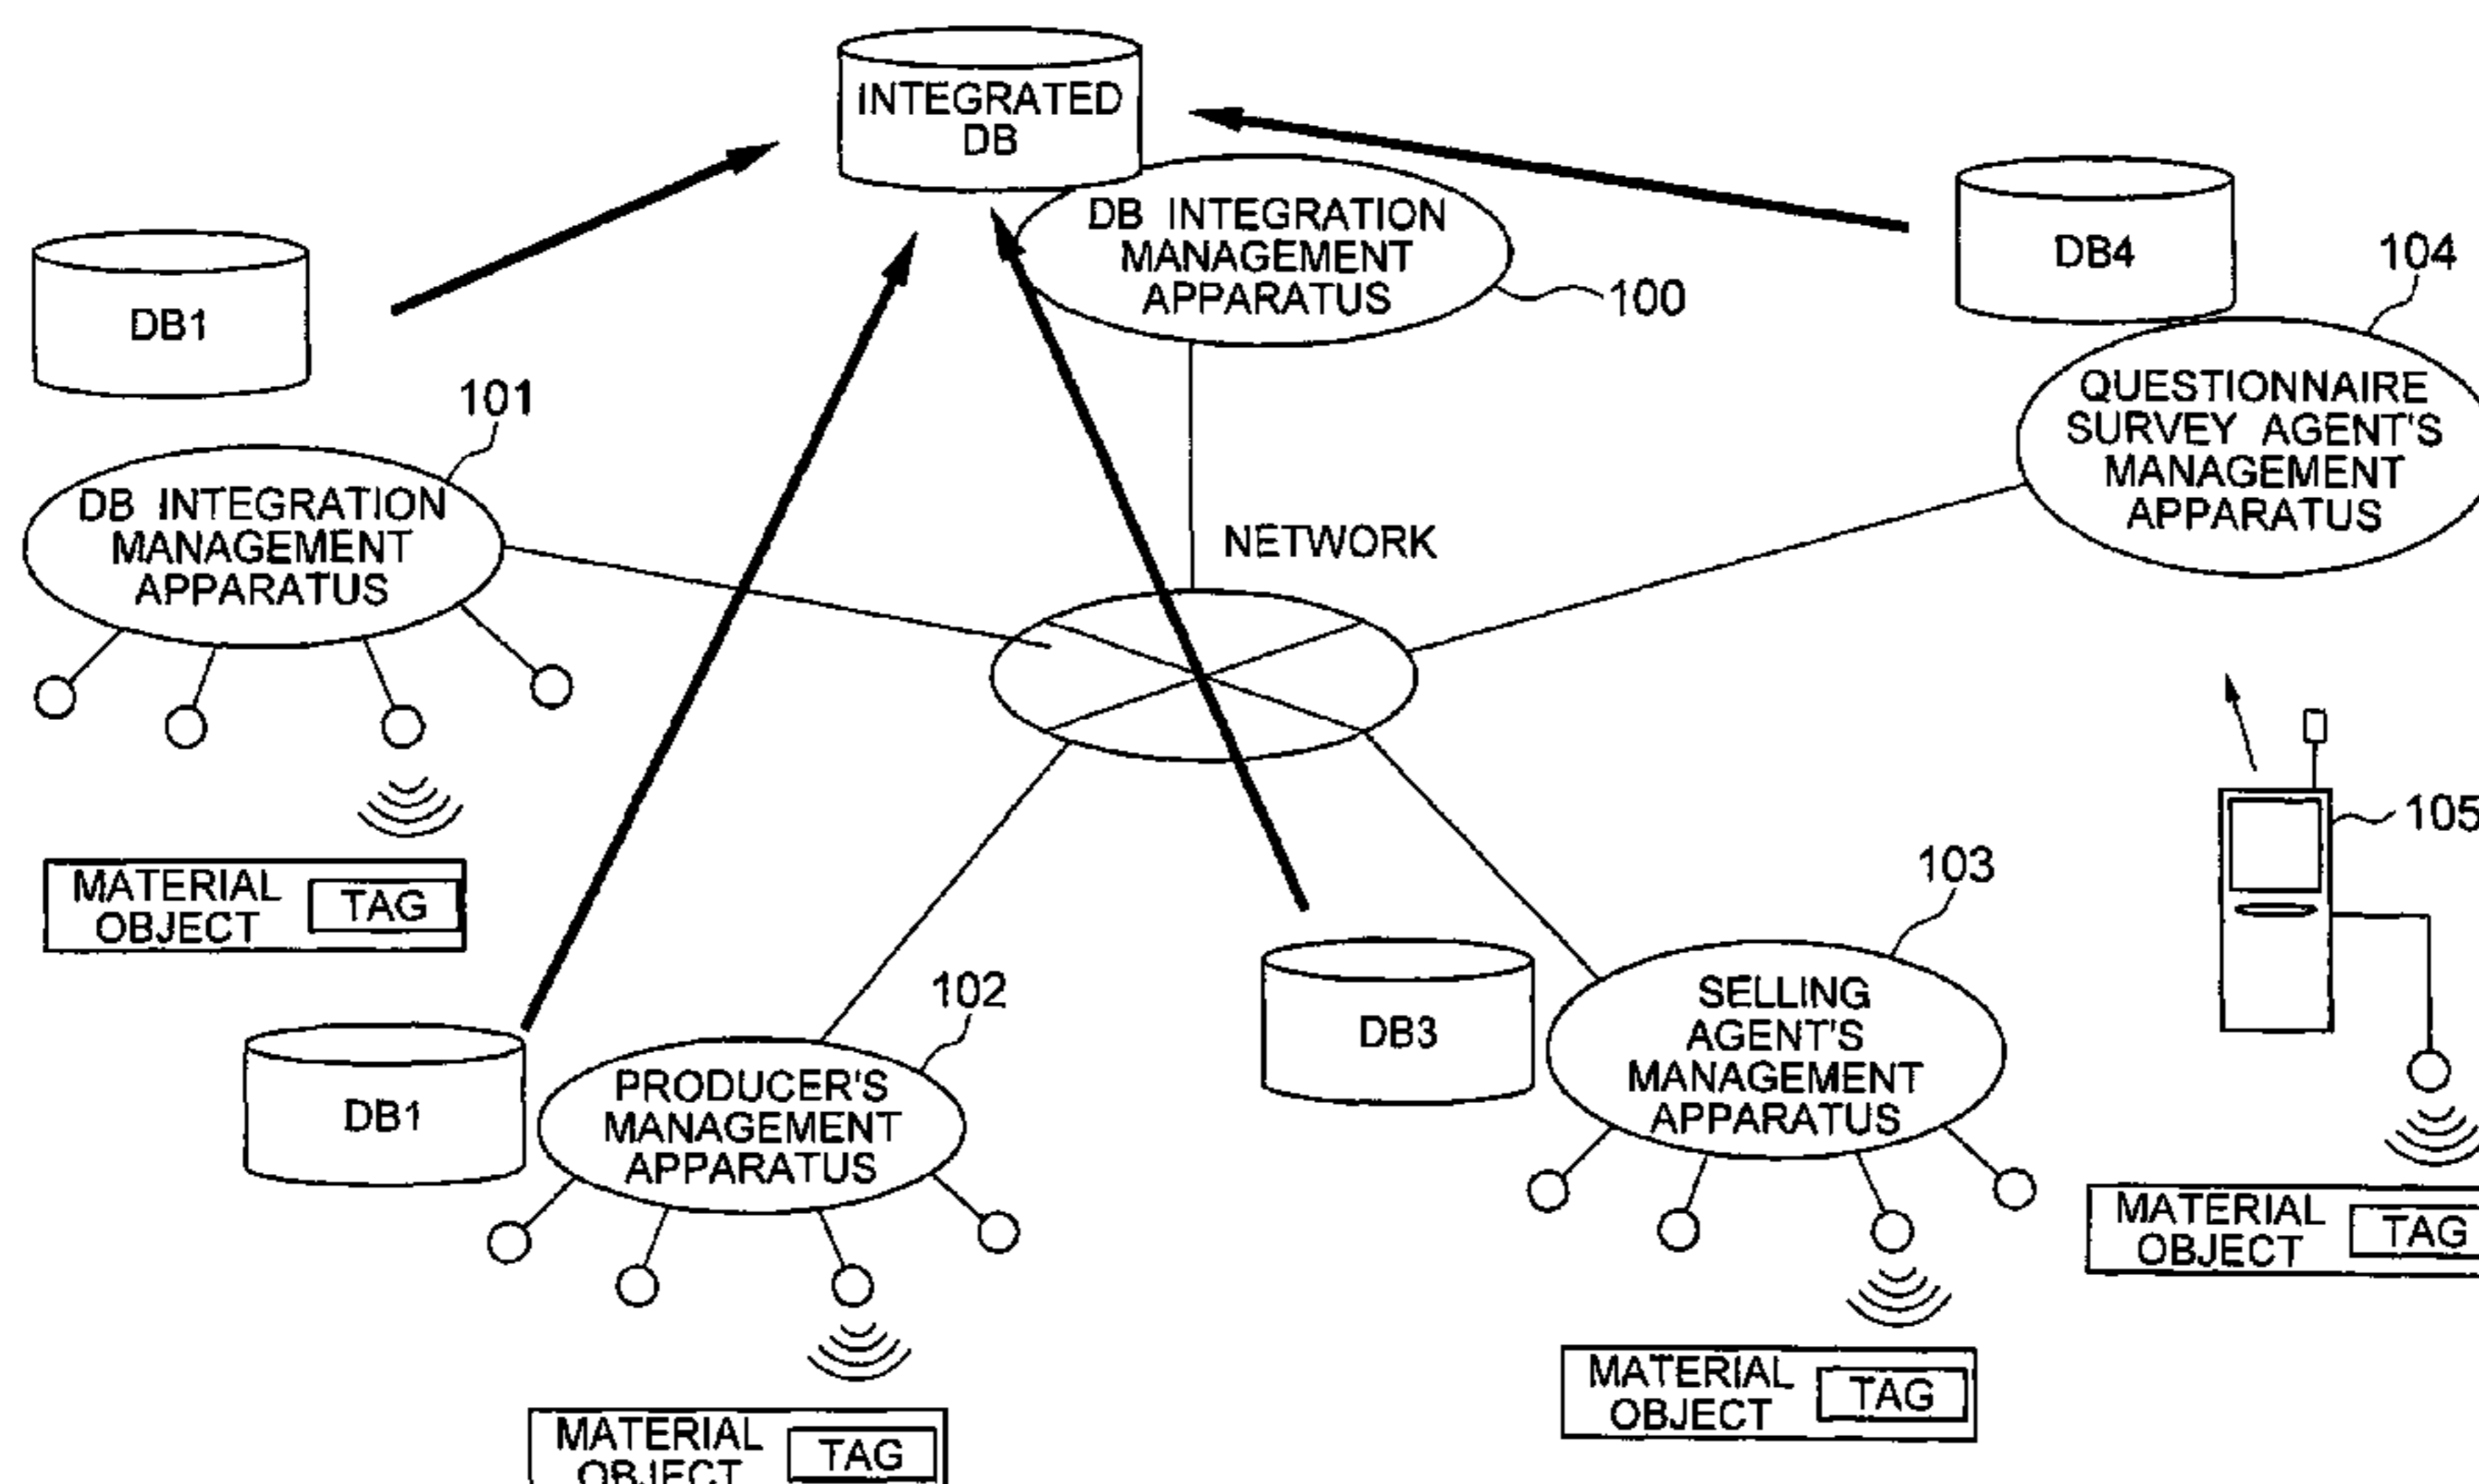 INTEGRATED
DB
DB INTEGRATION
MANAGEMENT
APPARATUS
100
DB1
101
DB INTEGRATION
MANAGEMENT
APPARATUS
DB4
104
QUESTIONNAIRE
SURVEY AGENT'S
MANAGEMENT
APPARATUS
NETWORK
105
MATERIAL
OBJECT
TAG
103
DB3
SELLING
AGENT'S
MANAGEMENT
APPARATUS
102
DB1
PRODUCER'S
MANAGEMENT
APPARATUS
MATERIAL
OBJECT
TAG
MATERIAL
OBJECT
TAG
MATERIAL
OBJECT
TAG